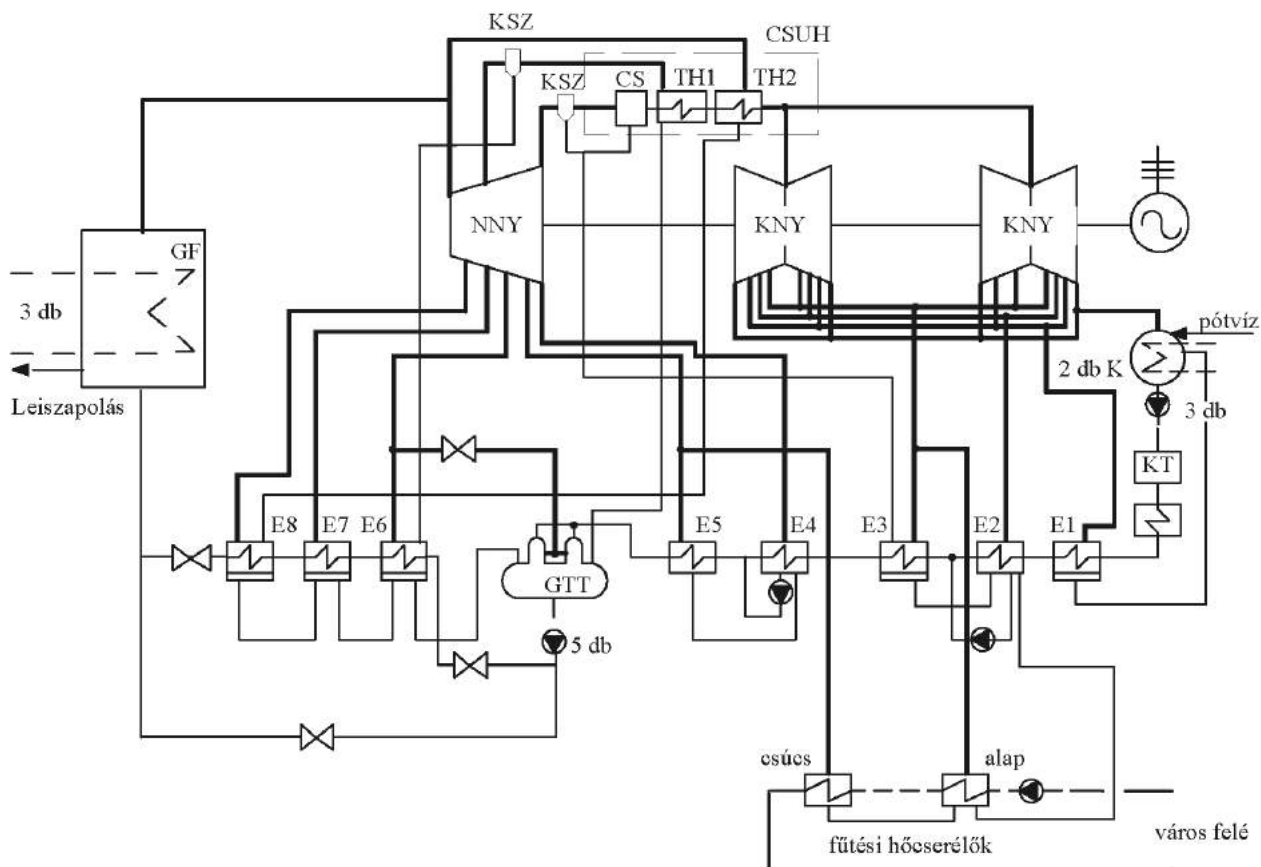 KSZ
CSUH
KSZ
CS
TH1
TH2
NNY
KNY
KNY
GF
3 db
Leiszapolás
pótvíz
2 db K
3 db
KT
E8
E7
E6
E5
E4
E3
E2
E1
GTT
5 db
csúcs
alap
fűtési hőcserélők
város felé